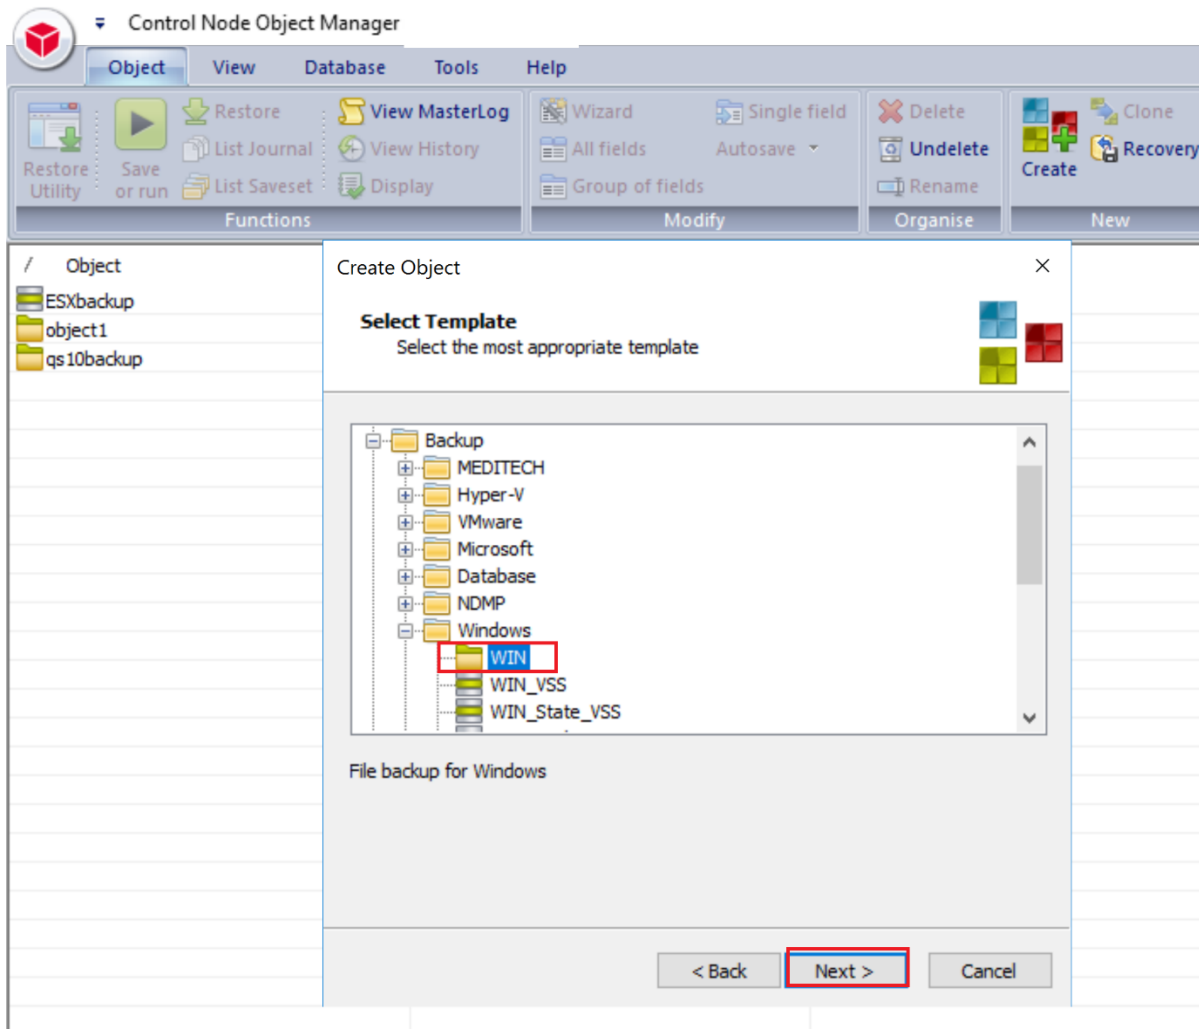 Control Node Object Manager
Object View Database Tools Help
Restore Utility
Save or run
Restore
List Journal
List Saveset
View MasterLog
View History
Display
Functions
Wizard
All fields
Group of fields
Single field
Autosave
Modify
Delete
Undelete
Rename
Organise
Create
Clone
Recovery
New
/ Object
ESXbackup
object1
qs10backup
Create Object
Select Template
Select the most appropriate template
Backup
MEDITECH
Hyper-V
VMware
Microsoft
Database
NDMP
Windows
WIN
WIN_VSS
WIN_State_VSS
File backup for Windows
< Back Next > Cancel